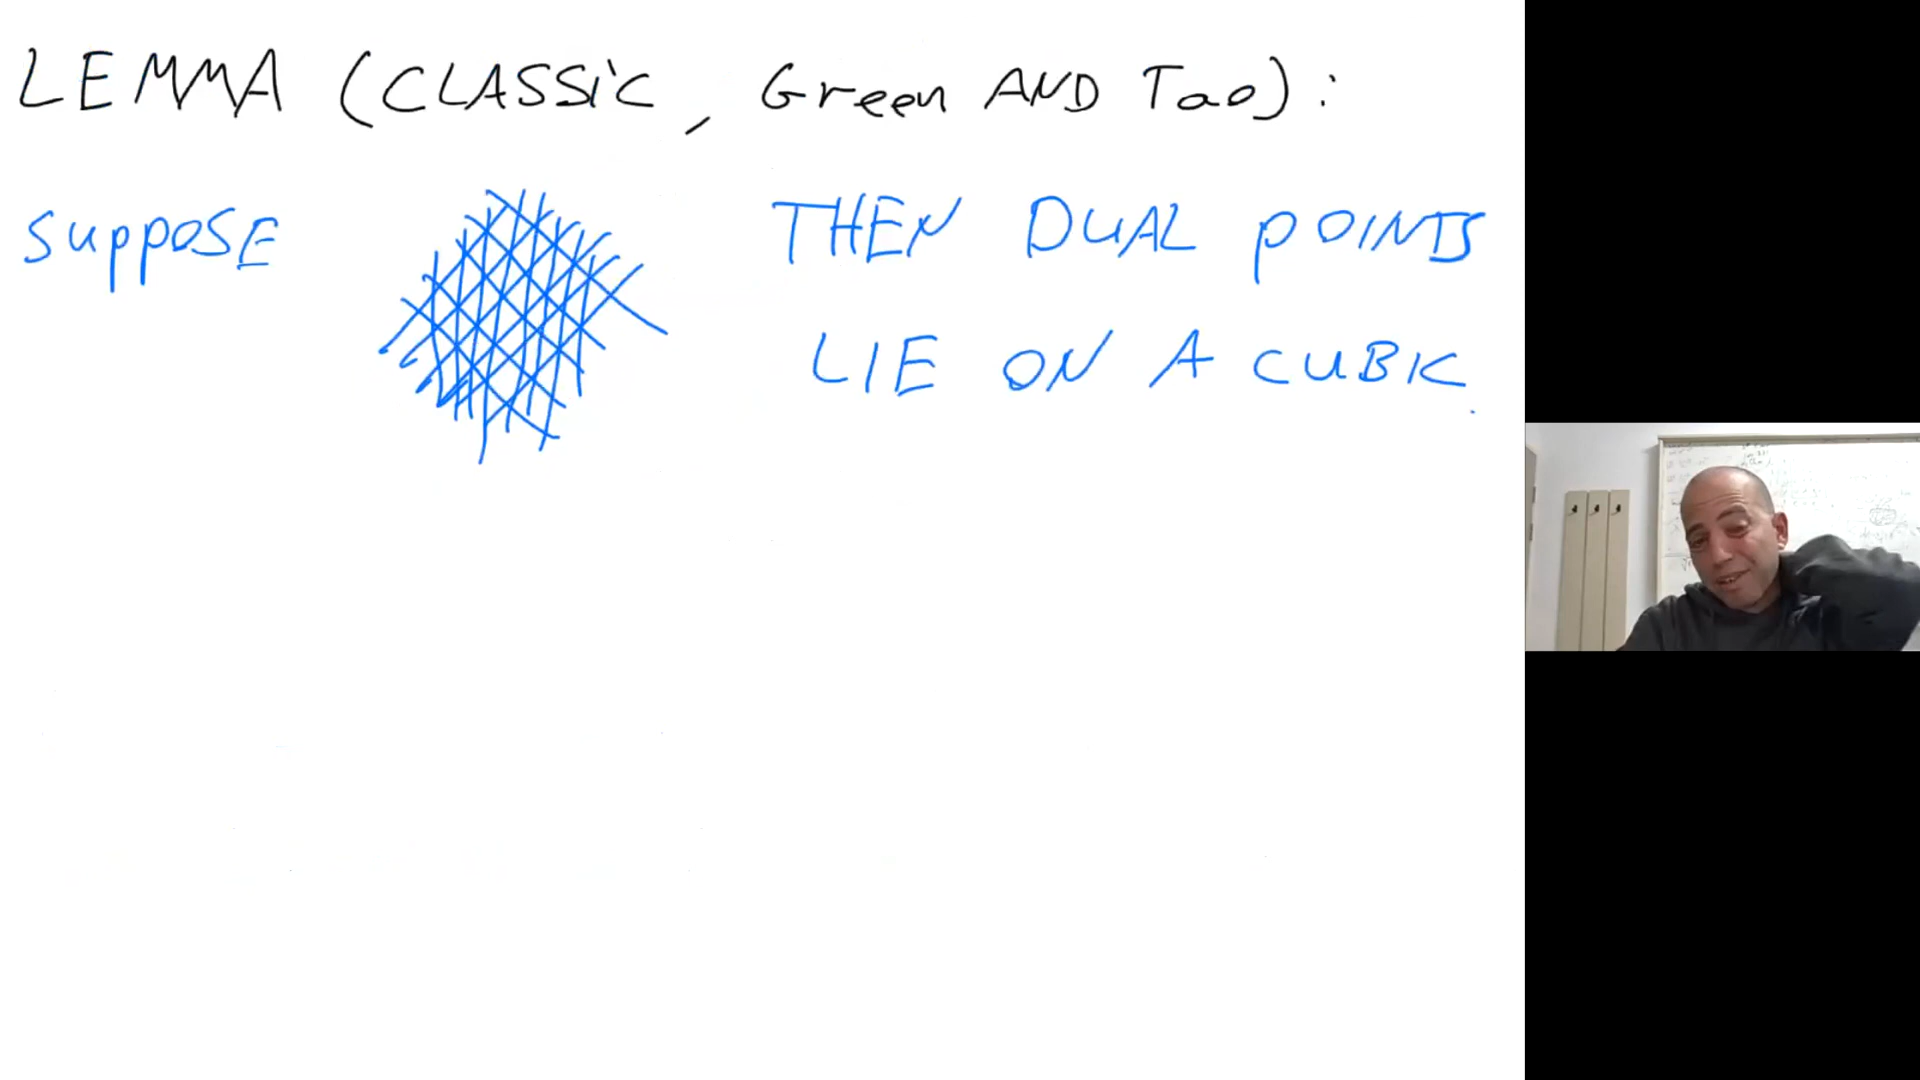 LEMMA (CLASSIC, Green AND Tao):
SUPPOSE THEN DUAL POINTS
LIE ON A CUBIC.